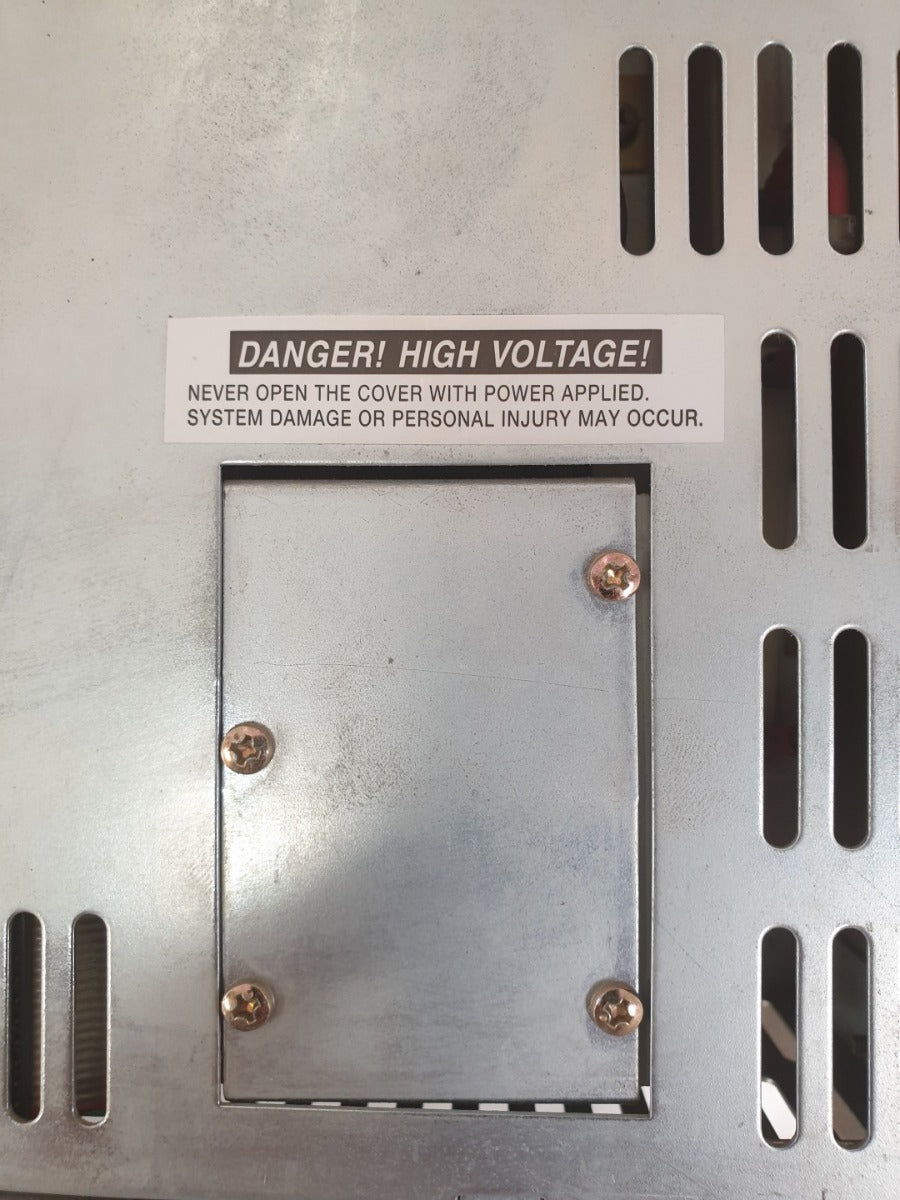 DANGER! HIGH VOLTAGE!
NEVER OPEN THE COVER WITH POWER APPLIED.
SYSTEM DAMAGE OR PERSONAL INJURY MAY OCCUR.